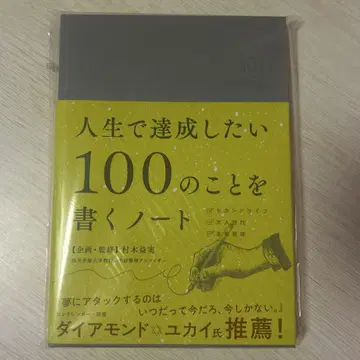 人生で達成したい
100のことを
書くノート
【企画・監修】村木益実
『夢にアタックするのは
いつだって今だろ、今しかない。』
ダイアモンド☆ユカイ氏推薦!